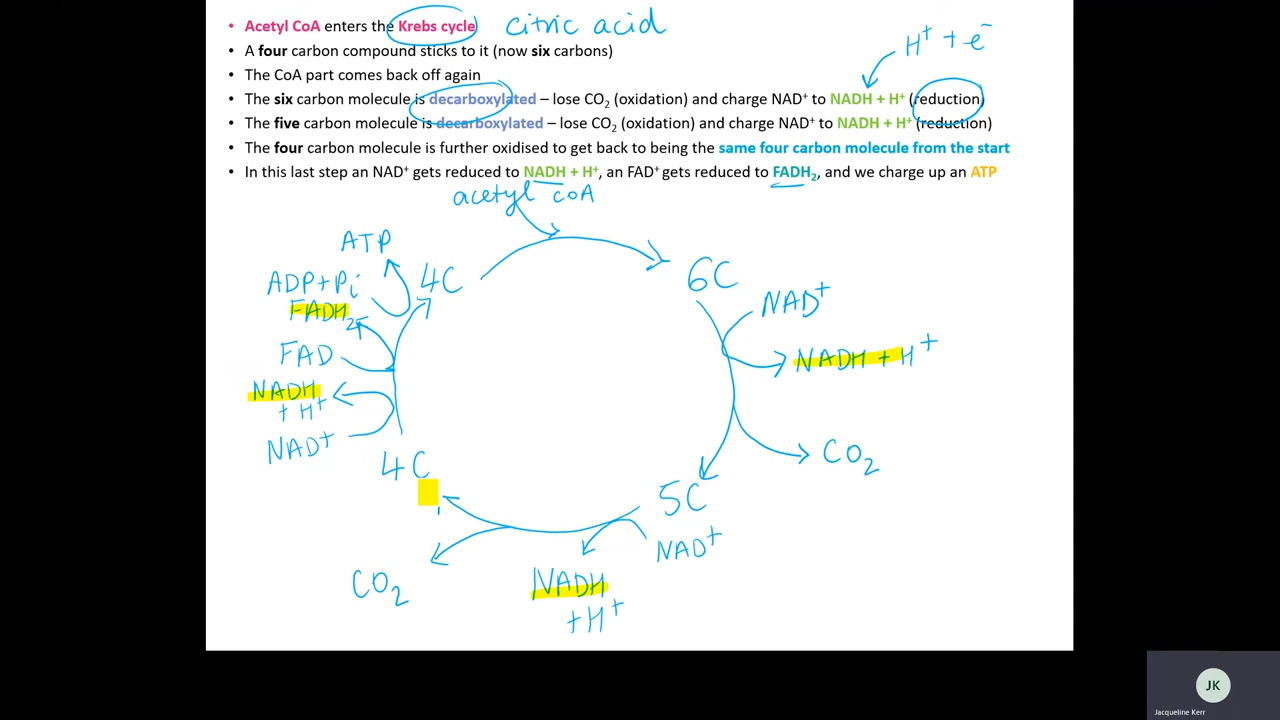 • Acetyl CoA enters the Krebs cycle citric acid
• A four carbon compound sticks to it (now six carbons)
H⁺ + e⁻
• The CoA part comes back off again
• The six carbon molecule is decarboxylated – lose CO₂ (oxidation) and charge NAD⁺ to NADH + H⁺ (reduction)
• The five carbon molecule is decarboxylated – lose CO₂ (oxidation) and charge NAD⁺ to NADH + H⁺ (reduction)
• The four carbon molecule is further oxidised to get back to being the same four carbon molecule from the start
• In this last step an NAD⁺ gets reduced to NADH + H⁺, an FAD⁺ gets reduced to FADH₂, and we charge up an ATP
acetyl CoA
ATP
4C
6C
ADP+Pi
FADH₂
NAD⁺
FAD
NADH + H⁺
NADH
+ H⁺
NAD⁺
4C
CO₂
5C
NAD⁺
CO₂
NADH
+H⁺
JK
Jacqueline Kerr